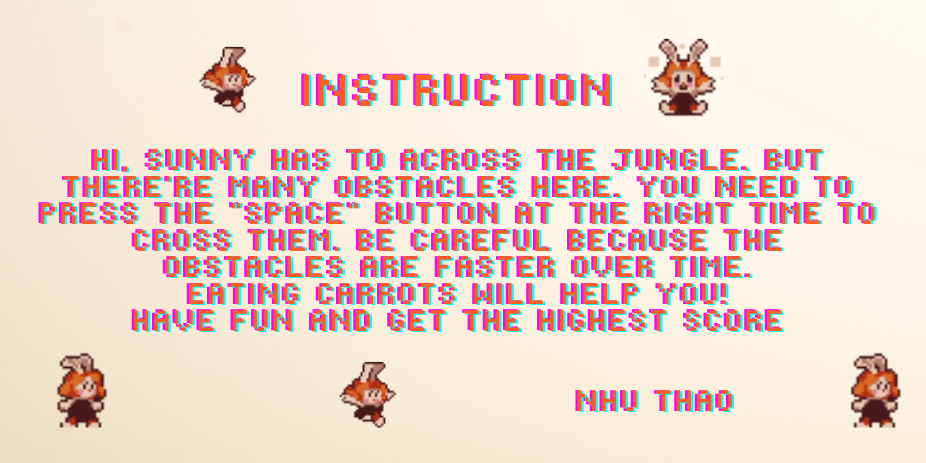 INSTRUCTION
HI, SUNNY HAS TO ACROSS THE JUNGLE. BUT
THERE'RE MANY OBSTACLES HERE. YOU NEED TO
PRESS THE "SPACE" BUTTON AT THE RIGHT TIME TO
CROSS THEM. BE CAREFUL BECAUSE THE
OBSTACLES ARE FASTER OVER TIME.
EATING CARROTS WILL HELP YOU!
HAVE FUN AND GET THE HIGHEST SCORE
NHU THAO